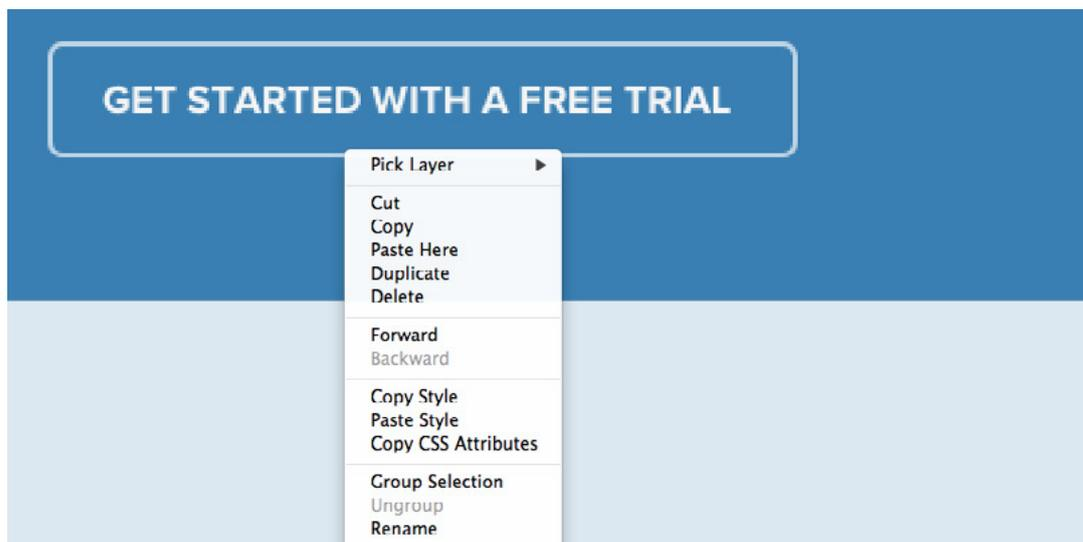 GET STARTED WITH A FREE TRIAL
Pick Layer
Cut
Copy
Paste Here
Duplicate
Delete
Forward
Backward
Copy Style
Paste Style
Copy CSS Attributes
Group Selection
Ungroup
Rename